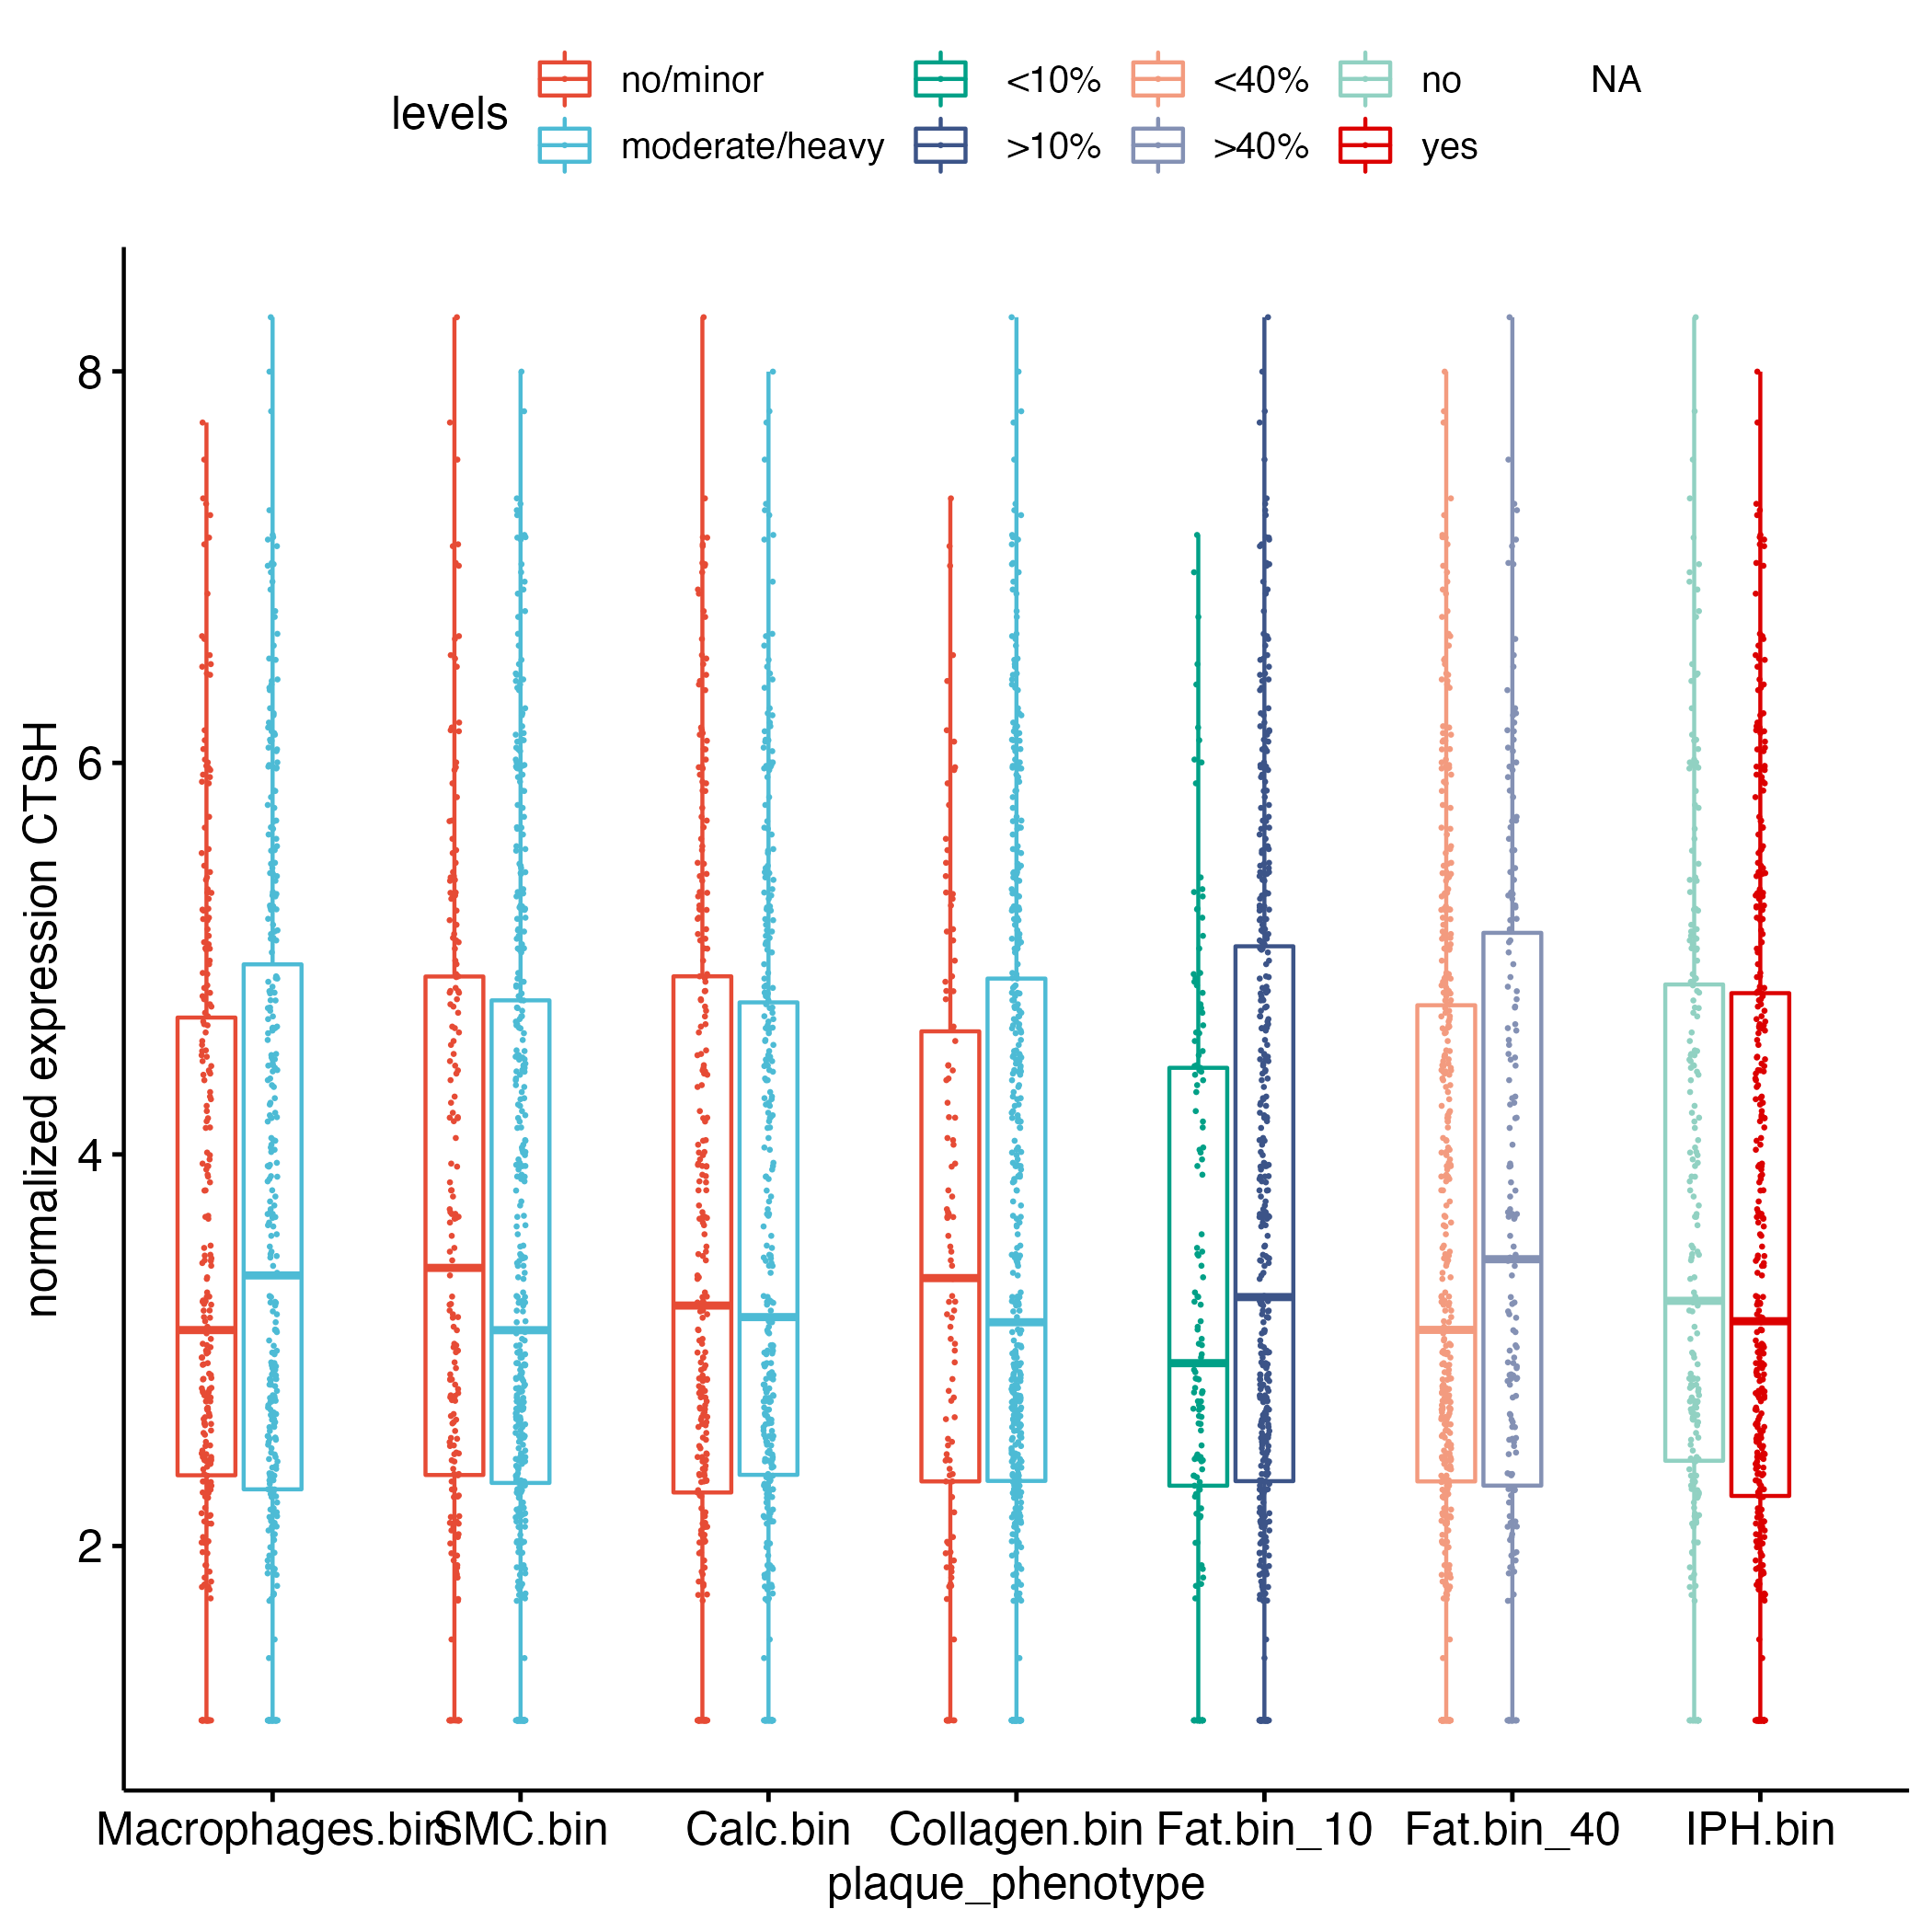 levels
no/minor <10% <40% no NA
moderate/heavy >10% >40% yes
normalized expression CTSH
8
6
4
2
Macrophages.bin SMC.bin Calc.bin Collagen.bin Fat.bin_10 Fat.bin_40 IPH.bin
plaque_phenotype